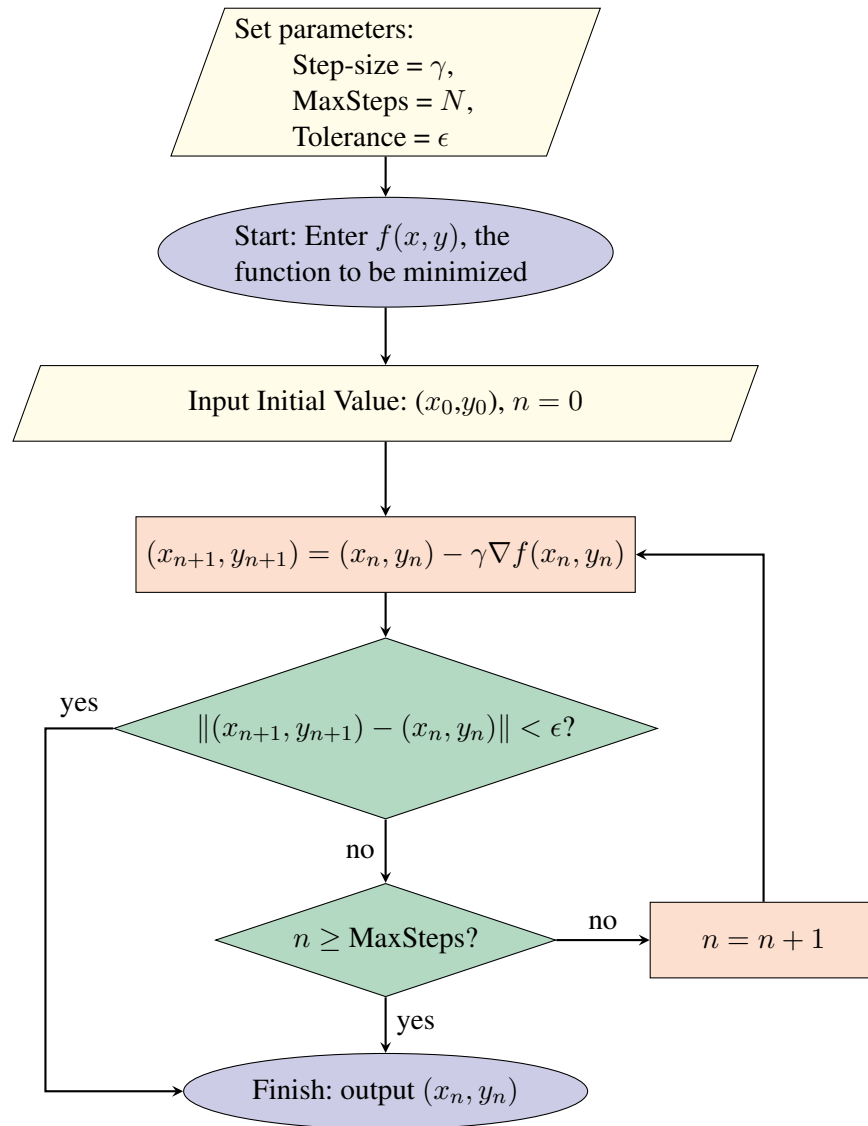 Set parameters:
Step-size = γ,
MaxSteps = N,
Tolerance = ϵ
Start: Enter f(x, y), the
function to be minimized
Input Initial Value: (x₀,y₀), n = 0
(xₙ₊₁, yₙ₊₁) = (xₙ, yₙ) − γ∇f(xₙ, yₙ)
yes
‖(xₙ₊₁, yₙ₊₁) − (xₙ, yₙ)‖ < ϵ?
no
n ≥ MaxSteps?
no
n = n + 1
yes
Finish: output (xₙ, yₙ)